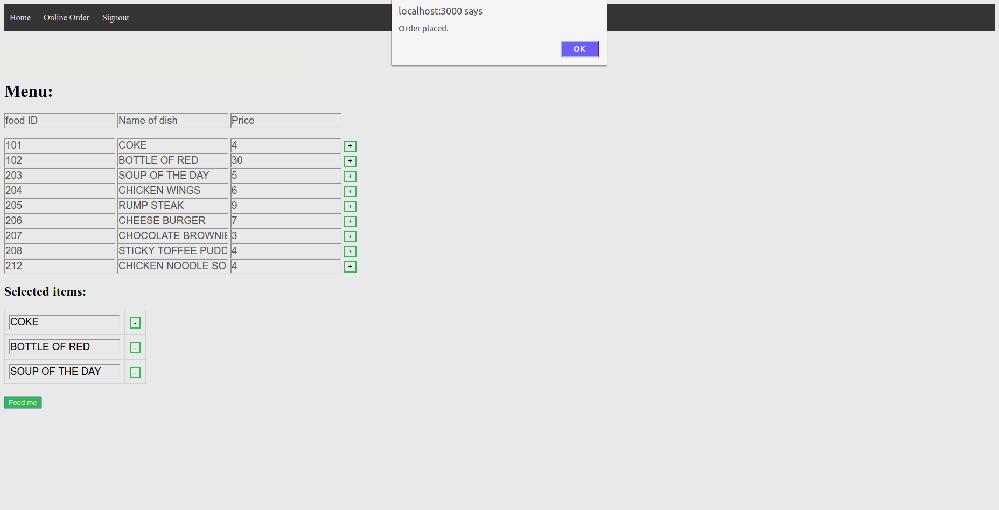 Home Online Order Signout
localhost:3000 says
Order placed.
OK
Menu:
food ID Name of dish Price
101 COKE 4 +
102 BOTTLE OF RED 30 +
203 SOUP OF THE DAY 5 +
204 CHICKEN WINGS 6 +
205 RUMP STEAK 9 +
206 CHEESE BURGER 7 +
207 CHOCOLATE BROWNIE 3 +
208 STICKY TOFFEE PUDD 4 +
212 CHICKEN NOODLE SO 4 +
Selected items:
COKE -
BOTTLE OF RED -
SOUP OF THE DAY -
Feed me